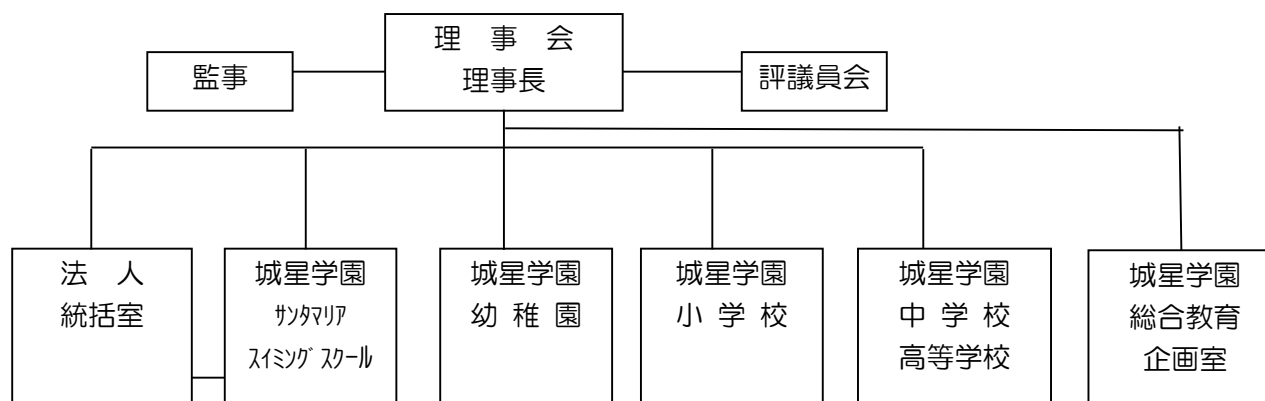 理 事 会
理事長
監事
評議員会
法 人
統括室
城星学園
ｻﾝﾀﾏﾘｱ
ｽｲﾐﾝｸﾞｽｸｰﾙ
城星学園
幼 稚 園
城星学園
小 学 校
城星学園
中 学 校
高等学校
城星学園
総合教育
企画室